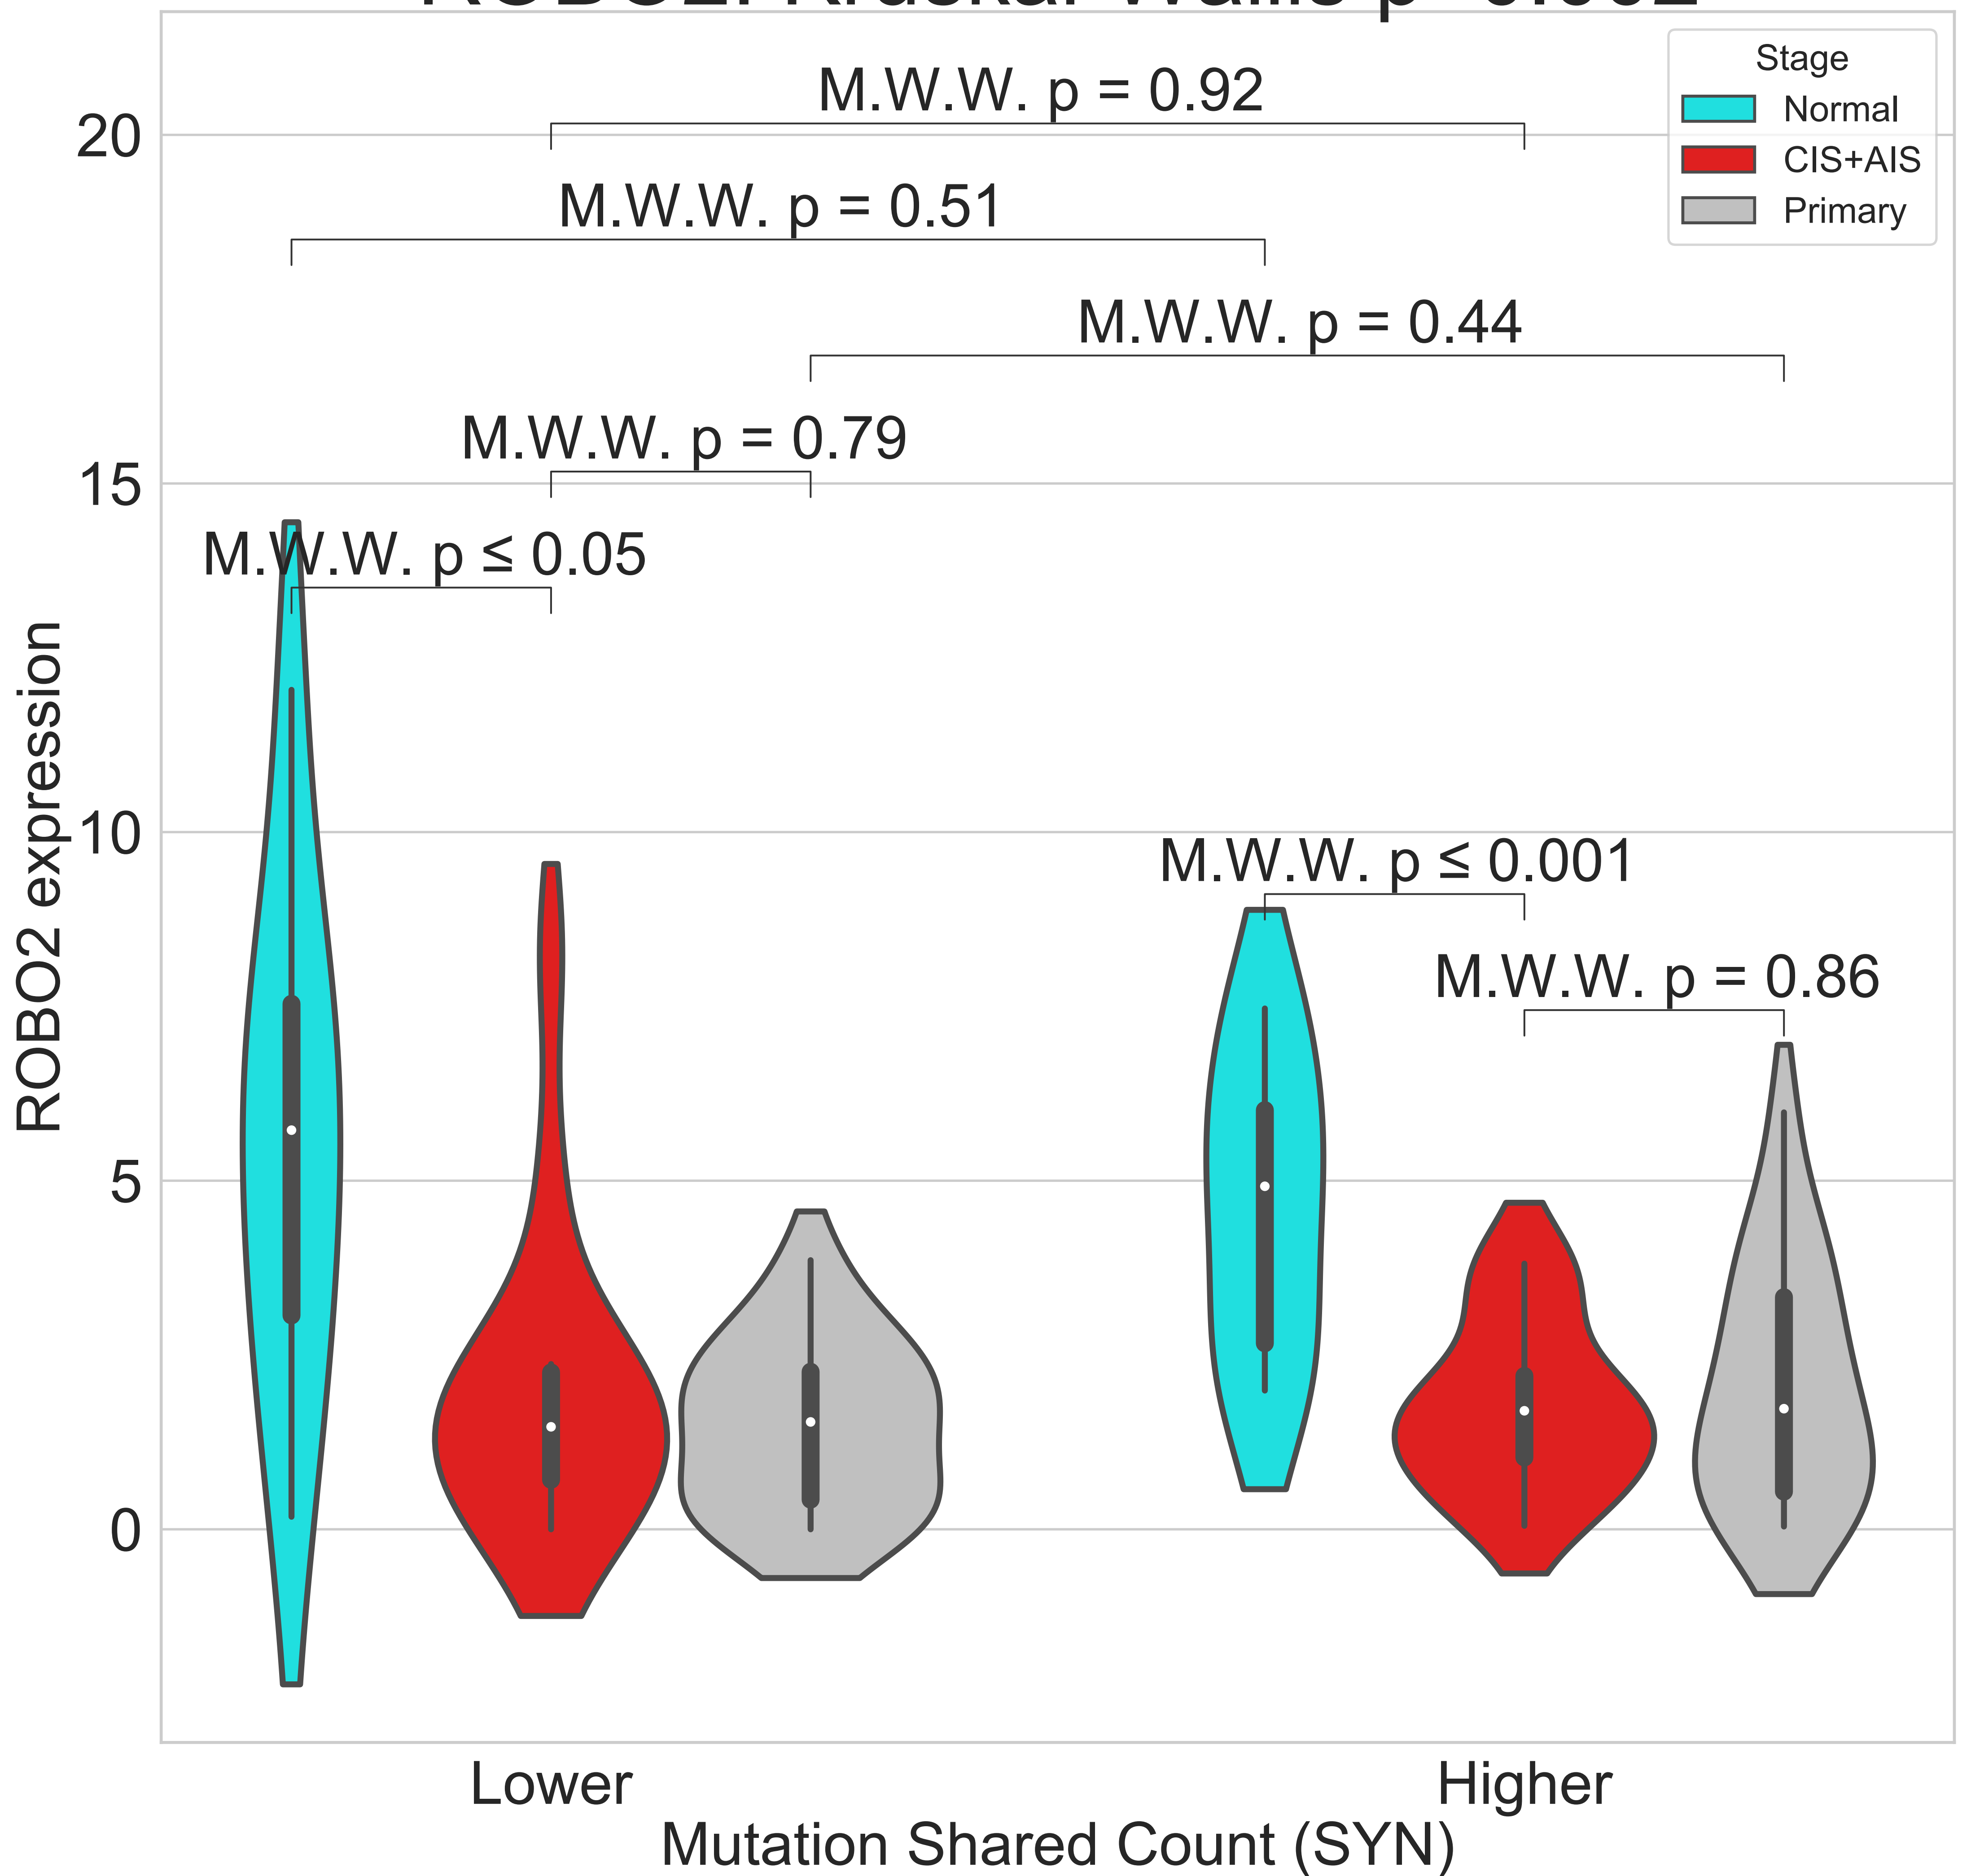 Stage
Normal
CIS+AIS
Primary
M.W.W. p = 0.92
M.W.W. p = 0.51
M.W.W. p = 0.44
M.W.W. p = 0.79
M.W.W. p ≤ 0.05
M.W.W. p ≤ 0.001
M.W.W. p = 0.86
20
15
10
5
0
ROBO2 expression
Lower
Higher
Mutation Shared Count (SYN)